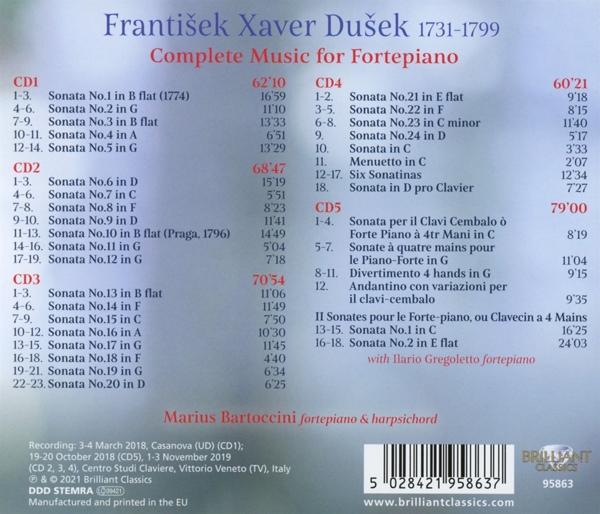 František Xaver Dušek 1731-1799
Complete Music for Fortepiano
CD1 62'10
1-3. Sonata No.1 in B flat (1774) 16'59
4-6. Sonata No.2 in G 11'10
7-9. Sonata No.3 in B flat 13'33
10-11. Sonata No.4 in A 6'51
12-14. Sonata No.5 in G 13'29
CD2 68'47
1-3. Sonata No.6 in D 15'19
4-6. Sonata No.7 in C 5'51
7-8. Sonata No.8 in F 8'23
9-10. Sonata No.9 in D 11'41
11-13. Sonata No.10 in B flat (Praga, 1796) 14'49
14-16. Sonata No.11 in G 5'04
17-19. Sonata No.12 in G 7'18
CD3 70'54
1-3. Sonata No.13 in B flat 11'06
4-6. Sonata No.14 in F 11'49
7-9. Sonata No.15 in C 7'50
10-12. Sonata No.16 in A 10'30
13-15. Sonata No.17 in G 11'45
16-18. Sonata No.18 in F 4'40
19-21. Sonata No.19 in G 6'34
22-23. Sonata No.20 in D 6'25
CD4 60'21
1-2. Sonata No.21 in E flat 9'18
3-5. Sonata No.22 in F 8'15
6-8. Sonata No.23 in C minor 11'40
9. Sonata No.24 in D 5'17
10. Sonata in C 3'33
11. Menuetto in C 2'07
12-17. Six Sonatinas 12'34
18. Sonata in D pro Clavier 7'27
CD5 79'00
1-4. Sonata per il Clavi Cembalo ò
Forte Piano à 4tr Mani in C 8'19
5-7. Sonate à quatre mains pour
le Piano-Forte in G 11'04
8-11. Divertimento 4 hands in G 9'15
12. Andantino con variazioni per
il clavi-cembalo 9'35
II Sonates pour le Forte-piano, ou Clavecin a 4 Mains
13-15. Sonata No.1 in C 16'25
16-18. Sonata No.2 in E flat 24'03
with Ilario Gregoletto fortepiano
Marius Bartoccini fortepiano & harpsichord
Recording: 3-4 March 2018, Casanova (UD) (CD1);
19-20 October 2018 (CD5), 1-3 November 2019
(CD 2, 3, 4), Centro Studi Claviere, Vittorio Veneto (TV), Italy
℗ & © 2021 Brilliant Classics
DDD STEMRA LC09421
Manufactured and printed in the EU
5 028421 958637
www.brilliantclassics.com
BRILLIANT
CLASSICS
95863